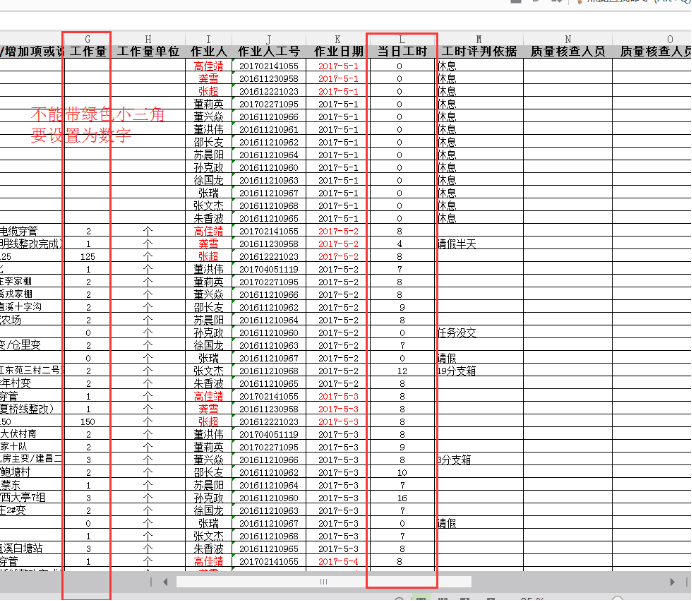 G H I J K L M N O
/增加项或设 工作量 工作量单位 作业人 作业人工号 作业日期 当日工时 工时评判依据 质量核查人员 质量核查人员
高佳靖 201702141055 2017-5-1 0 休息
龚雪 201611230958 2017-5-1 0 休息
张超 201612221023 2017-5-1 0 休息
董莉英 201702271095 2017-5-1 0 休息
不能带绿色小三角
董兴焱 201611210966 2017-5-1 0 休息
董洪伟 201611210961 2017-5-1 0 休息
要设置为数字
邵长友 201611210962 2017-5-1 0 休息
苏晨阳 201611210964 2017-5-1 0 休息
孙克政 201611210960 2017-5-1 0 休息
徐国龙 201611210963 2017-5-1 0 休息
张瑞 201611210967 2017-5-1 0 休息
张文杰 201611210968 2017-5-1 0 休息
朱香波 201611210965 2017-5-1 0 休息
电缆穿管 2 个 高佳靖 201702141055 2017-5-2 8
明线整改完成) 1 个 龚雪 201611230958 2017-5-2 4 请假半天
125 125 个 张超 201612221023 2017-5-2 8
1 个 董洪伟 201704051119 2017-5-2 7
庄李家棚 2 个 董莉英 201702271095 2017-5-2 8
戎家棚 2 个 董兴焱 201611210966 2017-5-2 8
溪十字沟 2 个 邵长友 201611210962 2017-5-2 9
农场 2 个 苏晨阳 201611210964 2017-5-2 8
0 个 孙克政 201611210960 2017-5-2 0 任务没交
变/仓里变 2 个 徐国龙 201611210963 2017-5-2 7
0 个 张瑞 201611210967 2017-5-2 0 请假
江东苑三村二号 2 个 张文杰 201611210968 2017-5-2 12 19分支箱
年村变 2 个 朱香波 201611210965 2017-5-2 8
穿管 1 个 高佳靖 201702141055 2017-5-3 8
夏桥线整改) 1 个 龚雪 201611230958 2017-5-3 8
150 150 个 张超 201612221023 2017-5-3 8
大伏村南 2 个 董洪伟 201704051119 2017-5-3 8
家十队 2 个 董莉英 201702271095 2017-5-3 9
房主变/建昌二 3 个 董兴焱 201611210966 2017-5-3 8 3分支箱
/鲍塘村 2 个 邵长友 201611210962 2017-5-3 10
蔡东 1 个 苏晨阳 201611210964 2017-5-3 7
/西大亭7组 3 个 孙克政 201611210960 2017-5-3 16
庄2#变 2 个 徐国龙 201611210963 2017-5-3 7
0 个 张瑞 201611210967 2017-5-3 0 请假
1 个 张文杰 201611210968 2017-5-3 7
溪白塘站 3 个 朱香波 201611210965 2017-5-3 8
穿管 1 个 高佳靖 201702141055 2017-5-4 8